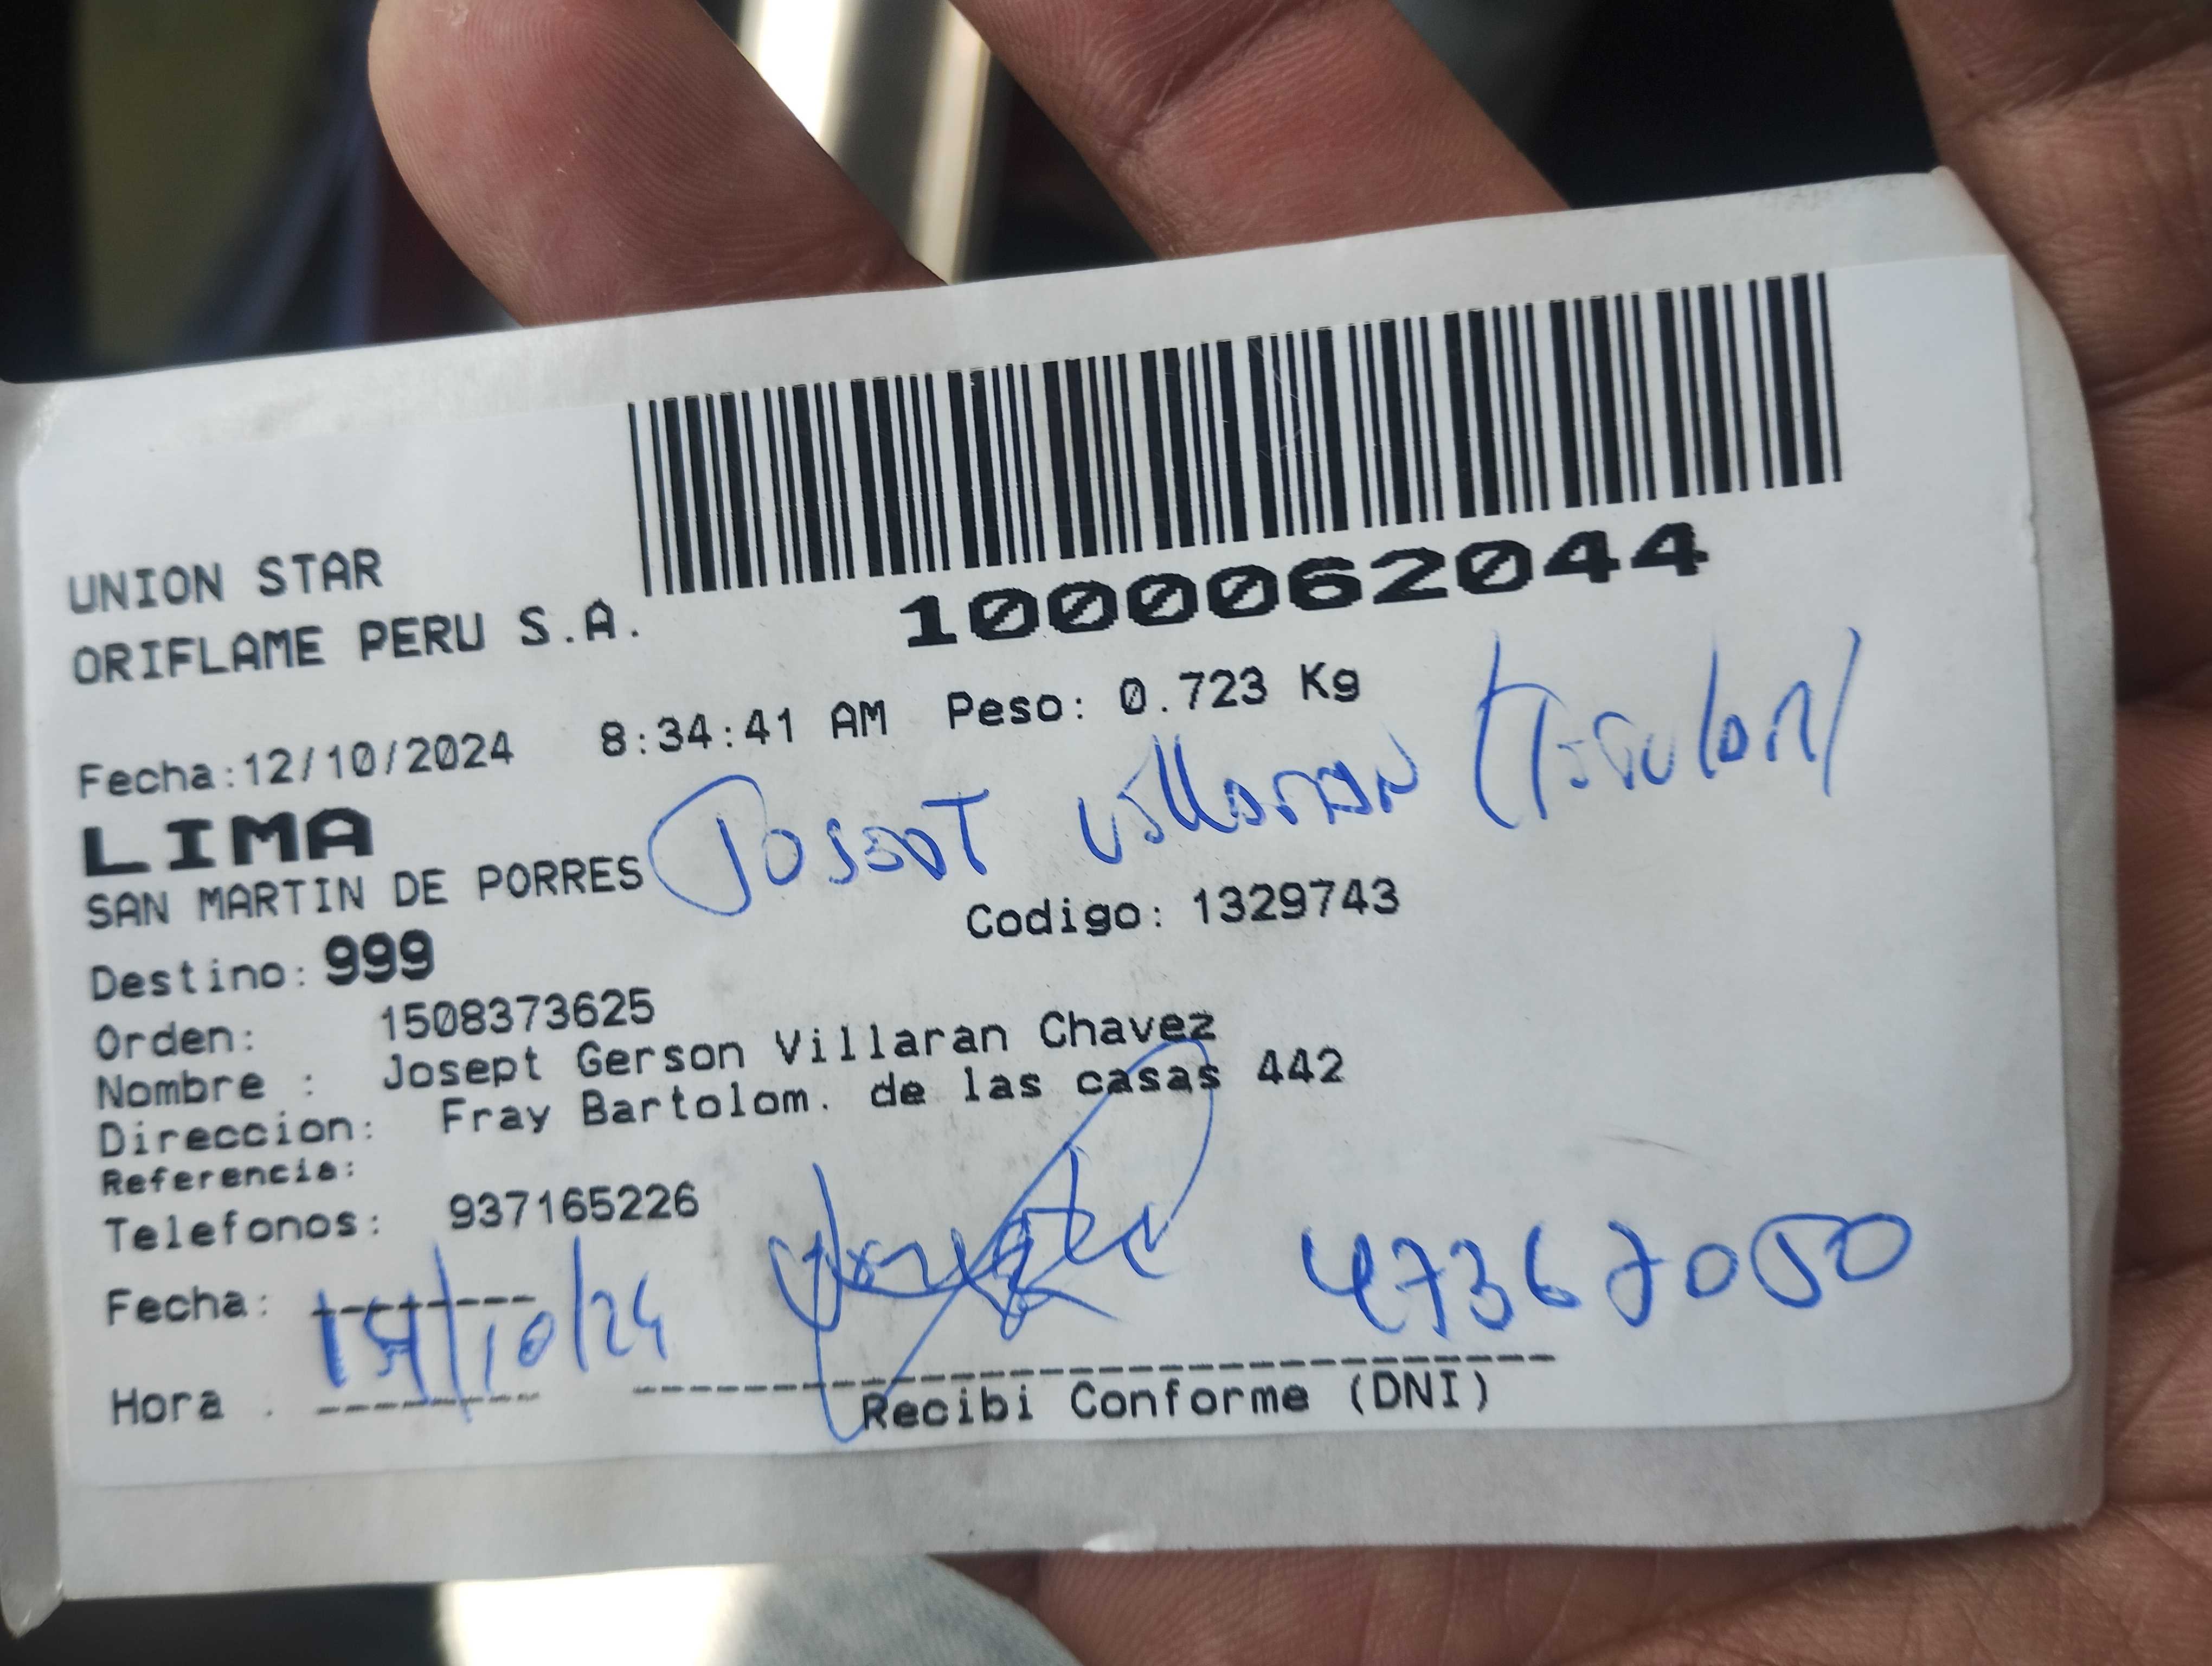 UNION STAR
ORIFLAME PERU S.A.
1000062044
Fecha:12/10/2024 8:34:41 AM Peso: 0.723 Kg
LIMA
Josept Villaran (Titular)
SAN MARTIN DE PORRES
Codigo: 1329743
Destino: 999
Orden: 1508373625
Nombre : Josept Gerson Villaran Chavez
Direccion: Fray Bartolom. de las casas 442
Referencia:
Telefonos: 937165226
47367050
Fecha: /10/24
Hora .
Recibi Conforme (DNI)